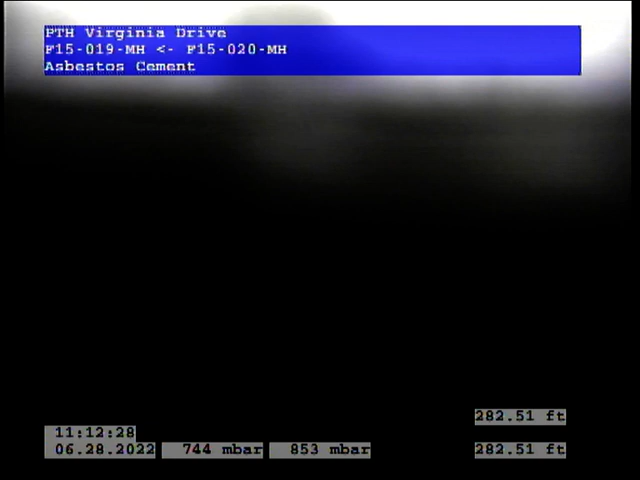 PTH Virginia Drive
F15-019-MH <- F15-020-MH
Asbestos Cement
282.51 ft
11:12:28
06.28.2022 744 mbar 853 mbar 282.51 ft